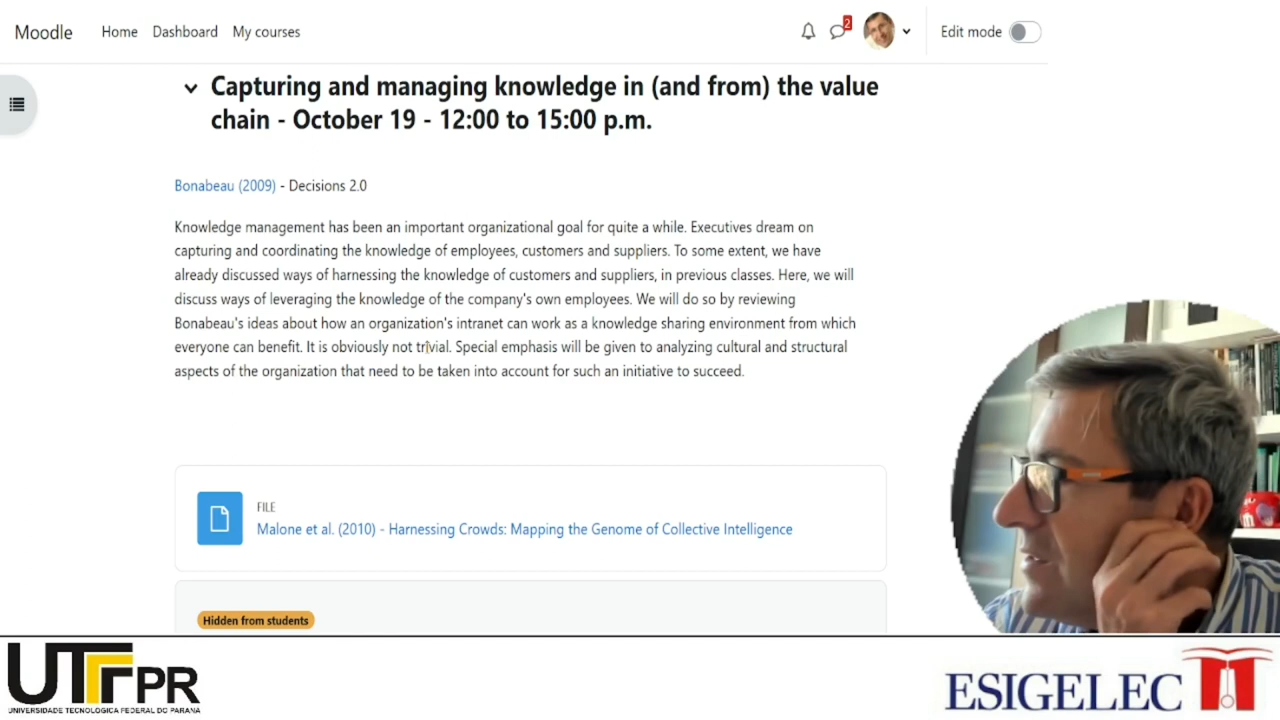 Moodle Home Dashboard My courses 2 Edit mode
Capturing and managing knowledge in (and from) the value
chain - October 19 - 12:00 to 15:00 p.m.
Bonabeau (2009) - Decisions 2.0
Knowledge management has been an important organizational goal for quite a while. Executives dream on
capturing and coordinating the knowledge of employees, customers and suppliers. To some extent, we have
already discussed ways of harnessing the knowledge of customers and suppliers, in previous classes. Here, we will
discuss ways of leveraging the knowledge of the company's own employees. We will do so by reviewing
Bonabeau's ideas about how an organization's intranet can work as a knowledge sharing environment from which
everyone can benefit. It is obviously not trivial. Special emphasis will be given to analyzing cultural and structural
aspects of the organization that need to be taken into account for such an initiative to succeed.
FILE
Malone et al. (2010) - Harnessing Crowds: Mapping the Genome of Collective Intelligence
Hidden from students
UTFPR
UNIVERSIDADE TECNOLÓGICA FEDERAL DO PARANÁ
ESIGELEC